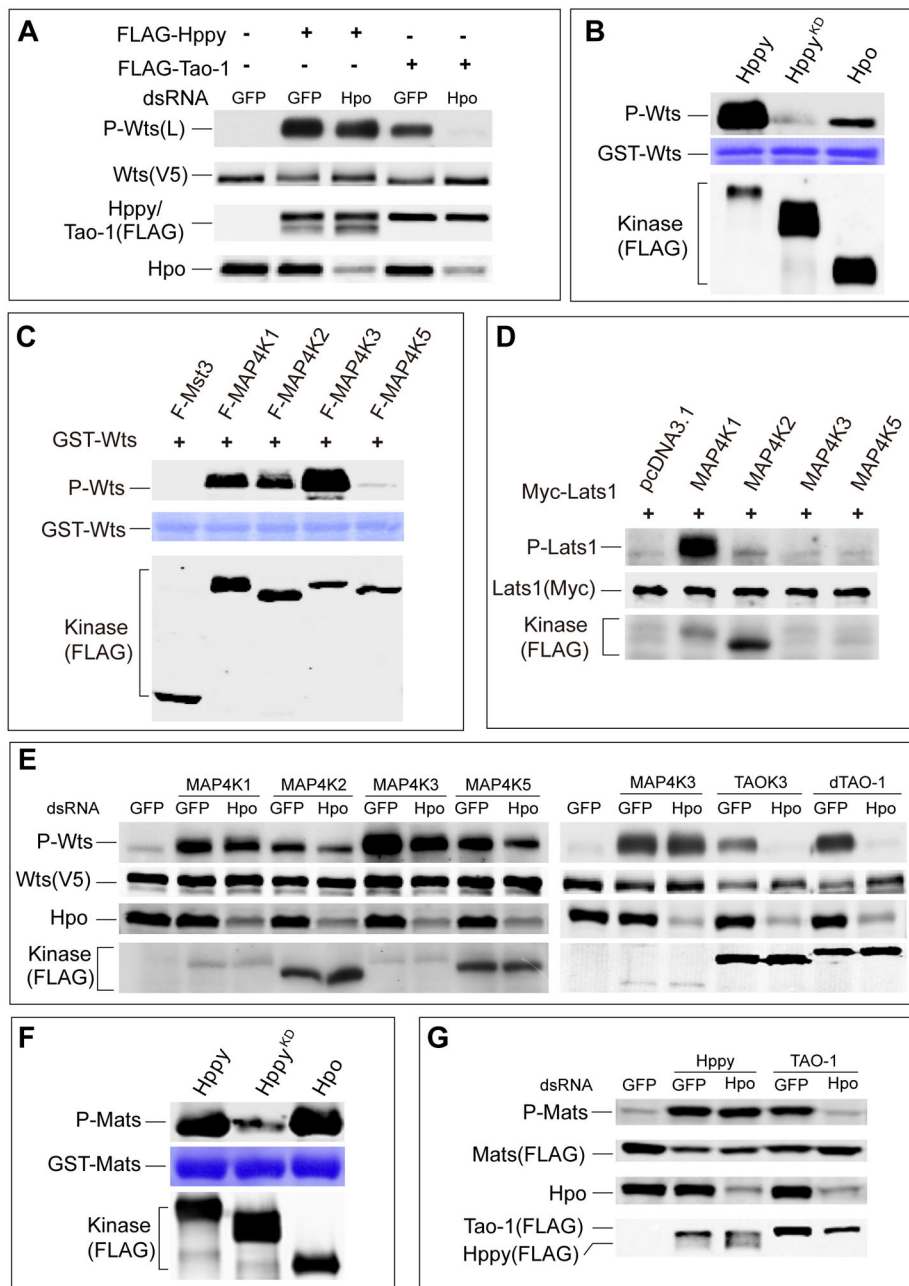 A
FLAG-Hppy - + + - -
FLAG-Tao-1 - - - + +
dsRNA GFP GFP Hpo GFP Hpo
P-Wts(L)
Wts(V5)
Hppy/
Tao-1(FLAG)
Hpo
B
Hppy Hppy^KD Hpo
P-Wts
GST-Wts
Kinase
(FLAG)
C
F-Mst3 F-MAP4K1 F-MAP4K2 F-MAP4K3 F-MAP4K5
GST-Wts + + + + +
P-Wts
GST-Wts
Kinase
(FLAG)
D
pcDNA3.1 MAP4K1 MAP4K2 MAP4K3 MAP4K5
Myc-Lats1 + + + + +
P-Lats1
Lats1(Myc)
Kinase
(FLAG)
E
MAP4K1 MAP4K2 MAP4K3 MAP4K5 MAP4K3 TAOK3 dTAO-1
dsRNA GFP GFP Hpo GFP Hpo GFP Hpo GFP Hpo GFP GFP Hpo GFP Hpo GFP Hpo
P-Wts
Wts(V5)
Hpo
Kinase
(FLAG)
F
Hppy Hppy^KD Hpo
P-Mats
GST-Mats
Kinase
(FLAG)
G
Hppy TAO-1
dsRNA GFP GFP Hpo GFP Hpo
P-Mats
Mats(FLAG)
Hpo
Tao-1(FLAG)
Hppy(FLAG)